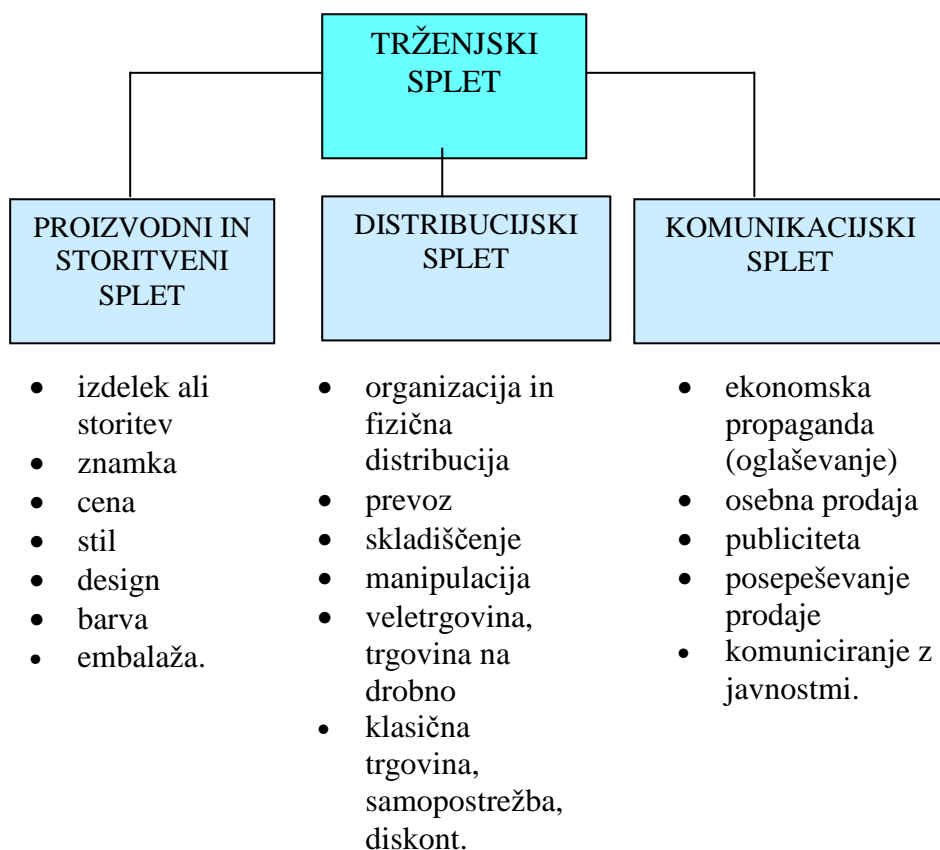 TRŽENJSKI
SPLET
PROIZVODNI IN
STORITVENI
SPLET
DISTRIBUCIJSKI
SPLET
KOMUNIKACIJSKI
SPLET
• izdelek ali
storitev
• znamka
• cena
• stil
• design
• barva
• embalaža.
• organizacija in
fizična
distribucija
• prevoz
• skladiščenje
• manipulacija
• veletrgovina,
trgovina na
drobno
• klasična
trgovina,
samopostrežba,
diskont.
• ekonomska
propaganda
(oglaševanje)
• osebna prodaja
• publiciteta
• posepeševanje
prodaje
• komuniciranje z
javnostmi.